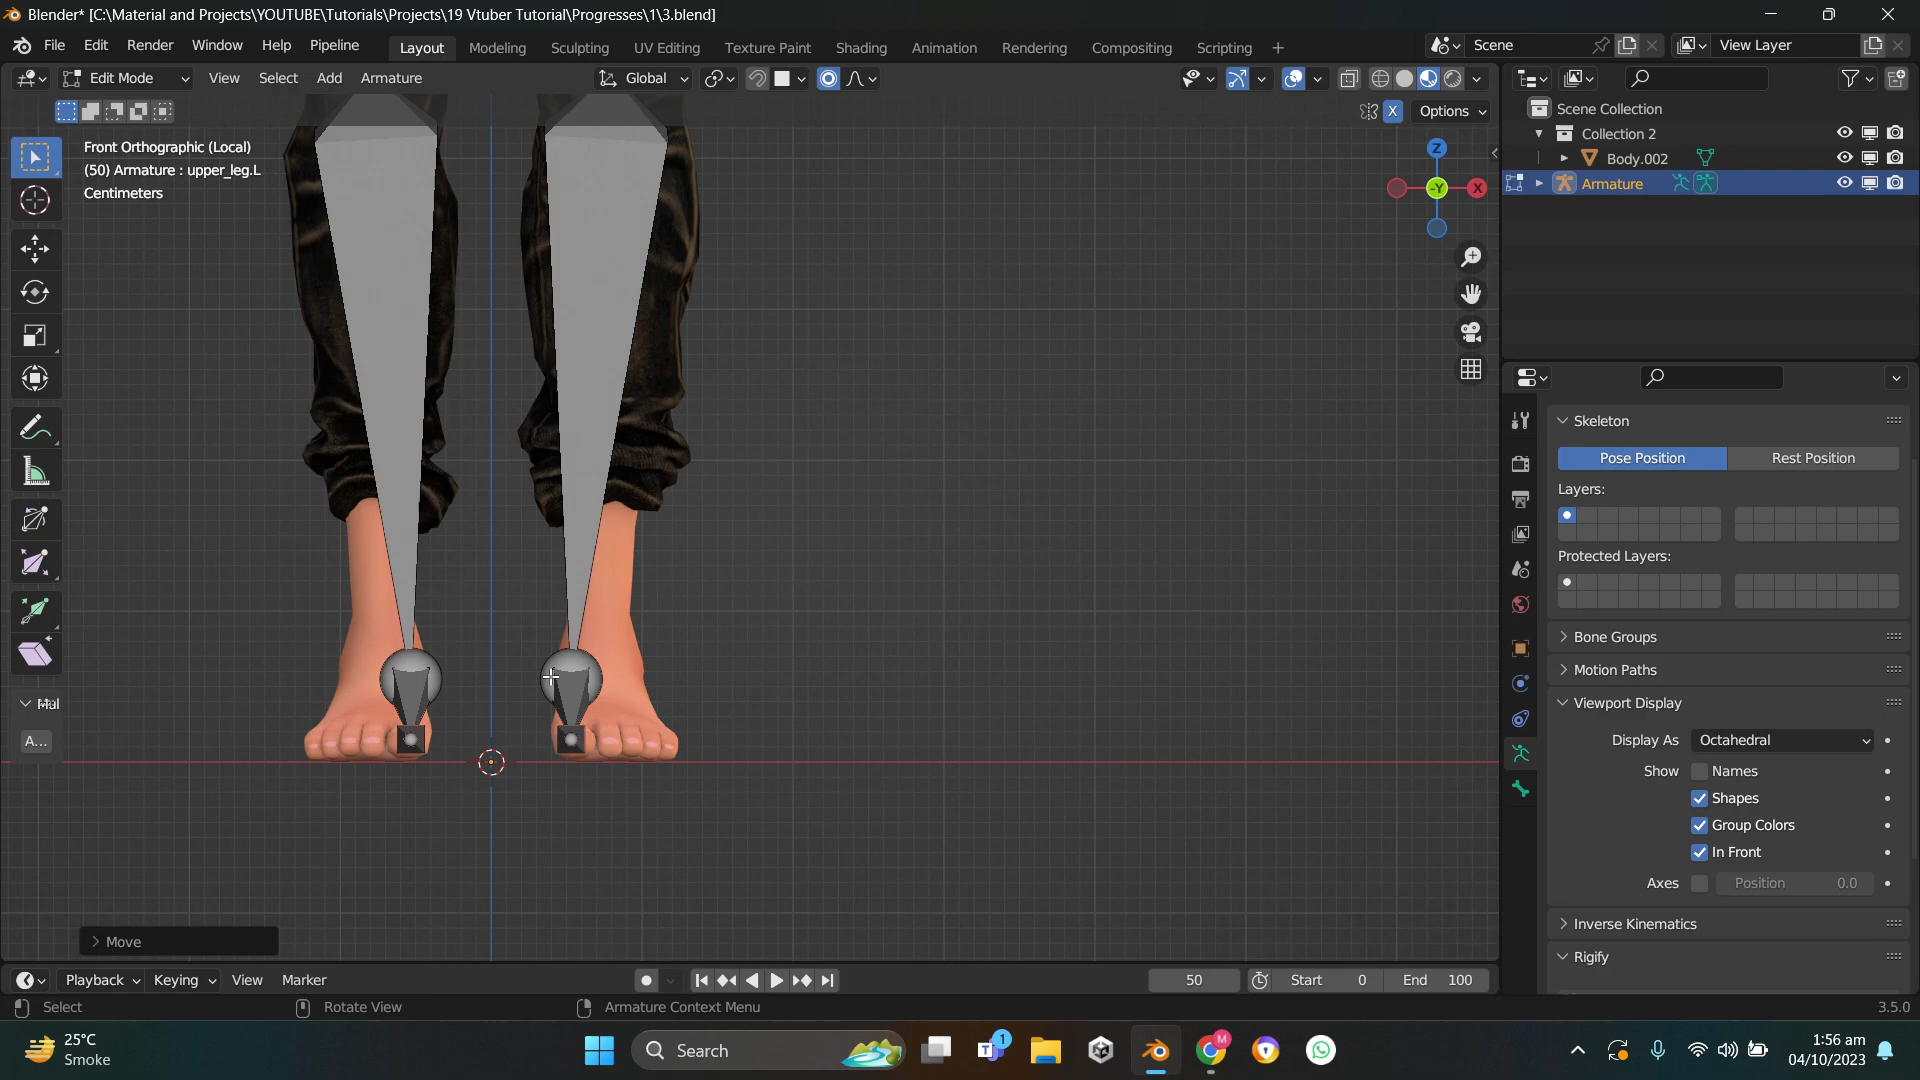 Blender* [C:\Material and Projects\YOUTUBE\Tutorials\Projects\19 Vtuber Tutorial\Progresses\1\3.blend]
File Edit Render Window Help Pipeline Layout Modeling Sculpting UV Editing Texture Paint Shading Animation Rendering Compositing Scripting Scene View Layer
Edit Mode View Select Add Armature Global
Options
Front Orthographic (Local)
(50) Armature : upper_leg.L
Centimeters
Z
-Y
X
A...
Move
Scene Collection
Collection 2
Body.002
Armature
Skeleton
Pose Position Rest Position
Layers:
Protected Layers:
Bone Groups
Motion Paths
Viewport Display
Display As Octahedral
Show Names
Shapes
Group Colors
In Front
Axes Position 0.0
Inverse Kinematics
Rigify
Playback Keying View Marker 50 Start 0 End 100
Select Rotate View Armature Context Menu 3.5.0
25°C
Smoke
Search
1
M
1:56 am
04/10/2023